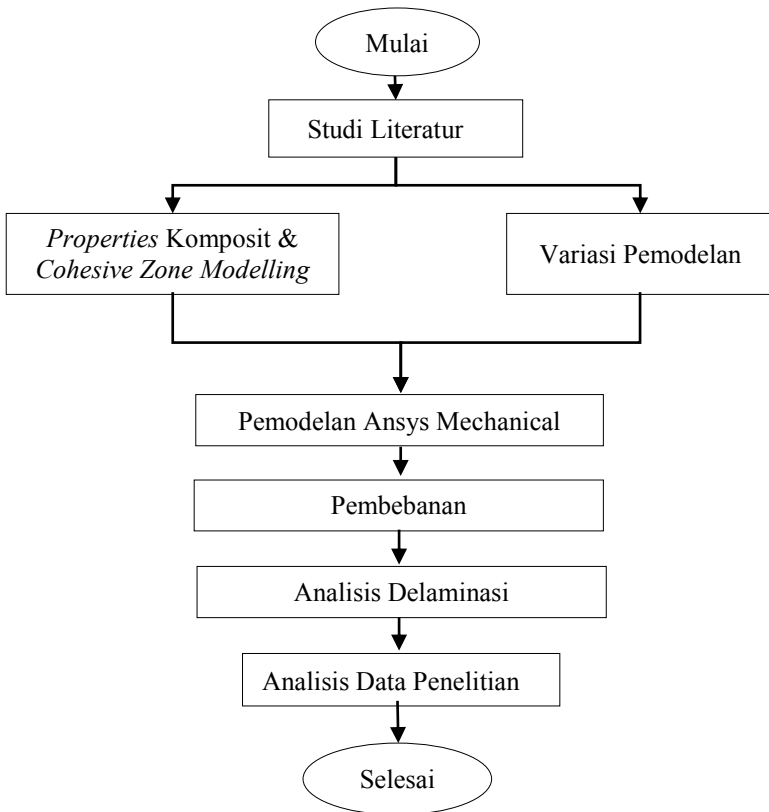 Mulai
Studi Literatur
Properties Komposit &
Cohesive Zone Modelling
Variasi Pemodelan
Pemodelan Ansys Mechanical
Pembebanan
Analisis Delaminasi
Analisis Data Penelitian
Selesai